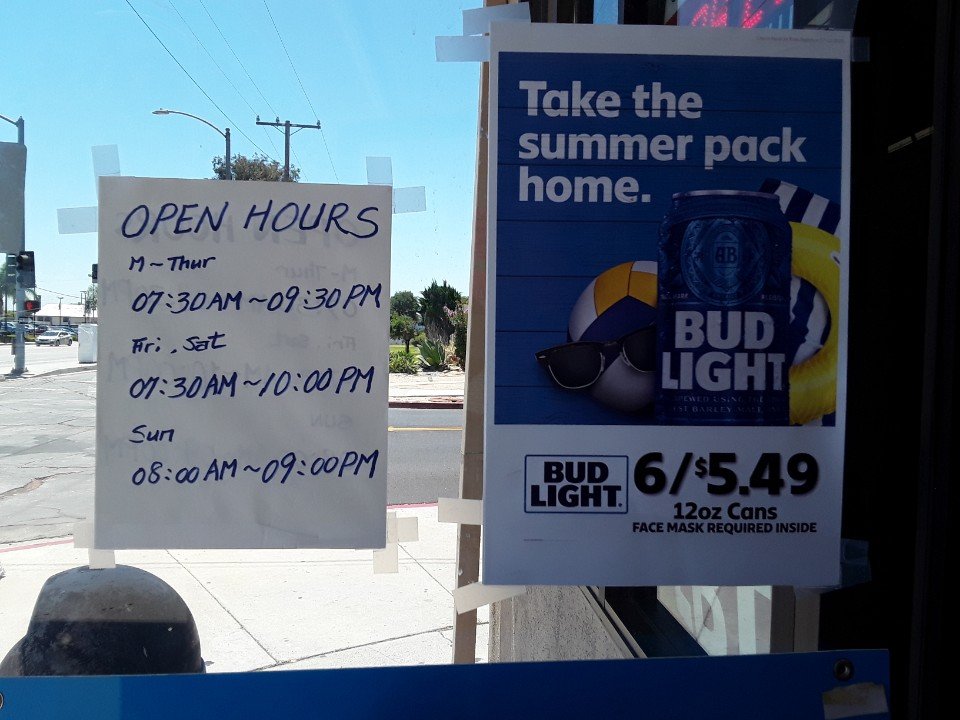 OPEN HOURS
M ~ Thur
07:30AM ~ 09:30PM
Fri., Sat
07:30AM ~ 10:00PM
Sun
08:00AM ~ 09:00PM
Take the
summer pack
home.
AB
BUD
LIGHT
BUD
LIGHT.
6/$5.49
12oz Cans
FACE MASK REQUIRED INSIDE